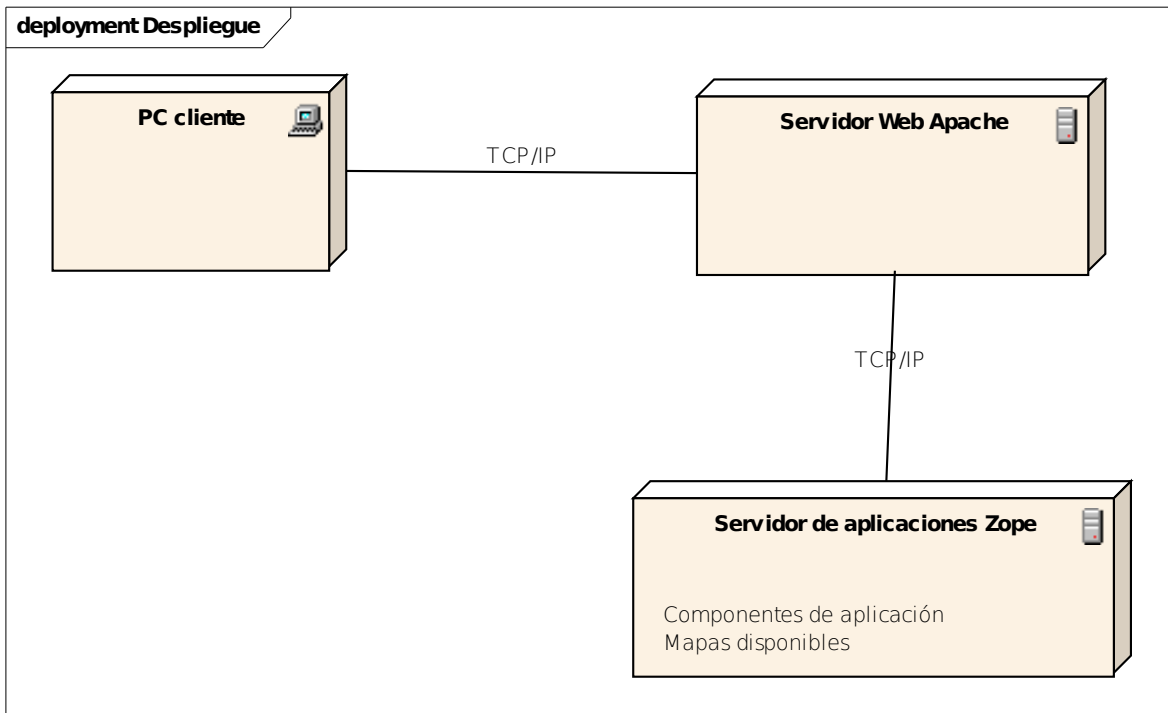 deployment Despliegue
PC cliente
Servidor Web Apache
TCP/IP
TCP/IP
Servidor de aplicaciones Zope
Componentes de aplicación
Mapas disponibles